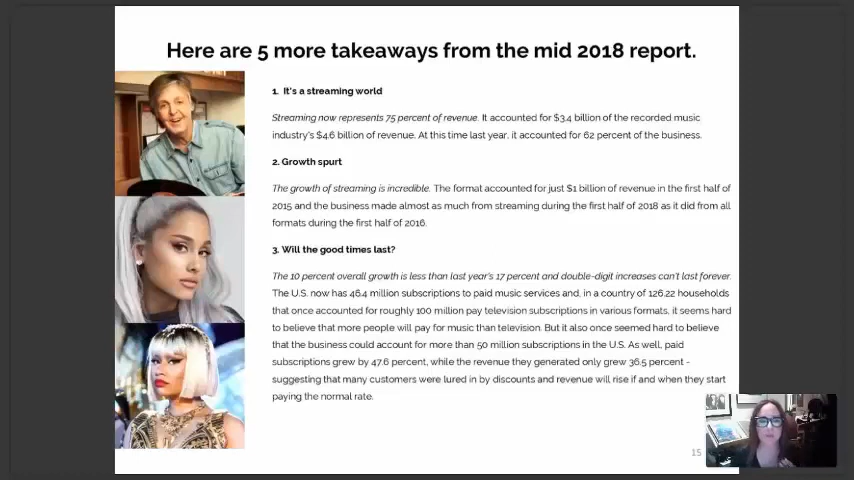 Here are 5 more takeaways from the mid 2018 report.
1. It's a streaming world
Streaming now represents 75 percent of revenue. It accounted for $3.4 billion of the recorded music
industry's $4.6 billion of revenue. At this time last year, it accounted for 62 percent of the business.
2. Growth spurt
The growth of streaming is incredible. The format accounted for just $1 billion of revenue in the first half of
2015 and the business made almost as much from streaming during the first half of 2018 as it did from all
formats during the first half of 2016.
3. Will the good times last?
The 10 percent overall growth is less than last year's 17 percent and double-digit increases can't last forever.
The U.S. now has 46.4 million subscriptions to paid music services and, in a country of 126.22 households
that once accounted for roughly 100 million pay television subscriptions in various formats, it seems hard
to believe that more people will pay for music than television. But it also once seemed hard to believe
that the business could account for more than 50 million subscriptions in the U.S. As well, paid
subscriptions grew by 47.6 percent, while the revenue they generated only grew 36.5 percent -
suggesting that many customers were lured in by discounts and revenue will rise if and when they start
paying the normal rate.
15